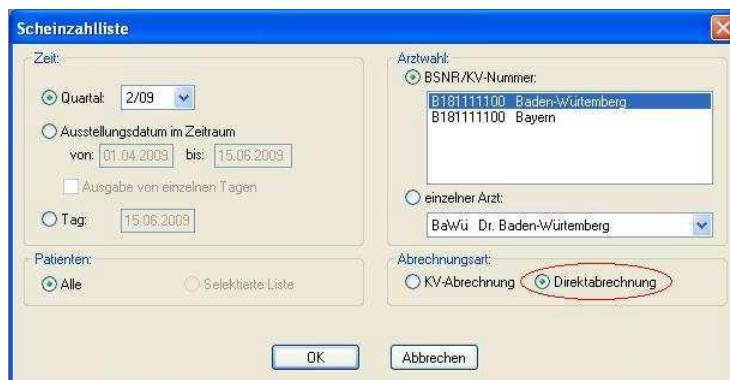 Scheinzahlliste
Zeit:
Quartal: 2/09
Ausstellungsdatum im Zeitraum
von: 01.04.2009 bis: 15.06.2009
Ausgabe von einzelnen Tagen
Tag: 15.06.2009
Arztwahl:
BSNR/KV-Nummer:
B181111100 Baden-Würtemberg
B181111100 Bayern
einzelner Arzt:
BaWü Dr. Baden-Würtemberg
Patienten:
Alle Selektierte Liste
Abrechnungsart:
KV-Abrechnung Direktabrechnung
OK Abbrechen